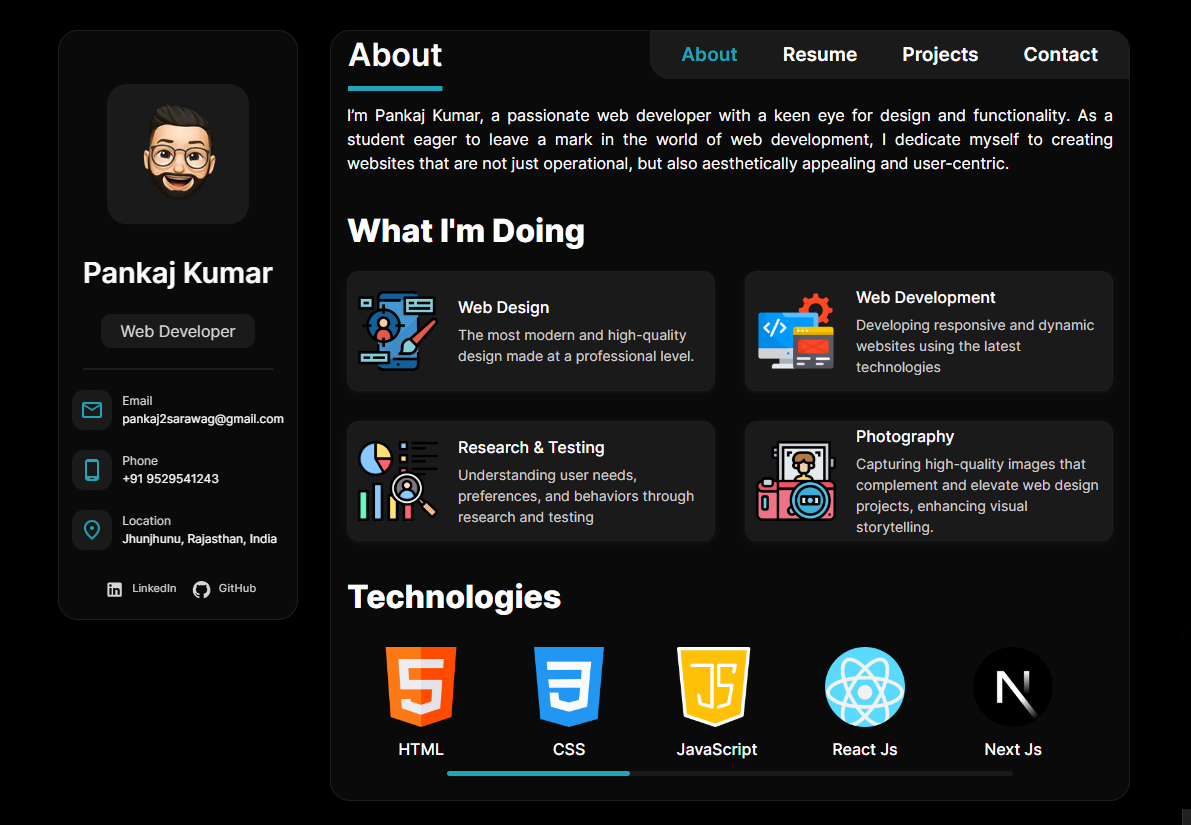 Pankaj Kumar
Web Developer
Email
pankaj2sarawag@gmail.com
Phone
+91 9529541243
Location
Jhunjhunu, Rajasthan, India
LinkedIn
GitHub
About
About
Resume
Projects
Contact
I'm Pankaj Kumar, a passionate web developer with a keen eye for design and functionality. As a
student eager to leave a mark in the world of web development, I dedicate myself to creating
websites that are not just operational, but also aesthetically appealing and user-centric.
What I'm Doing
Web Design
The most modern and high-quality
design made at a professional level.
Web Development
Developing responsive and dynamic
websites using the latest
technologies
Research & Testing
Understanding user needs,
preferences, and behaviors through
research and testing
Photography
Capturing high-quality images that
complement and elevate web design
projects, enhancing visual
storytelling.
Technologies
HTML
CSS
JavaScript
React Js
Next Js